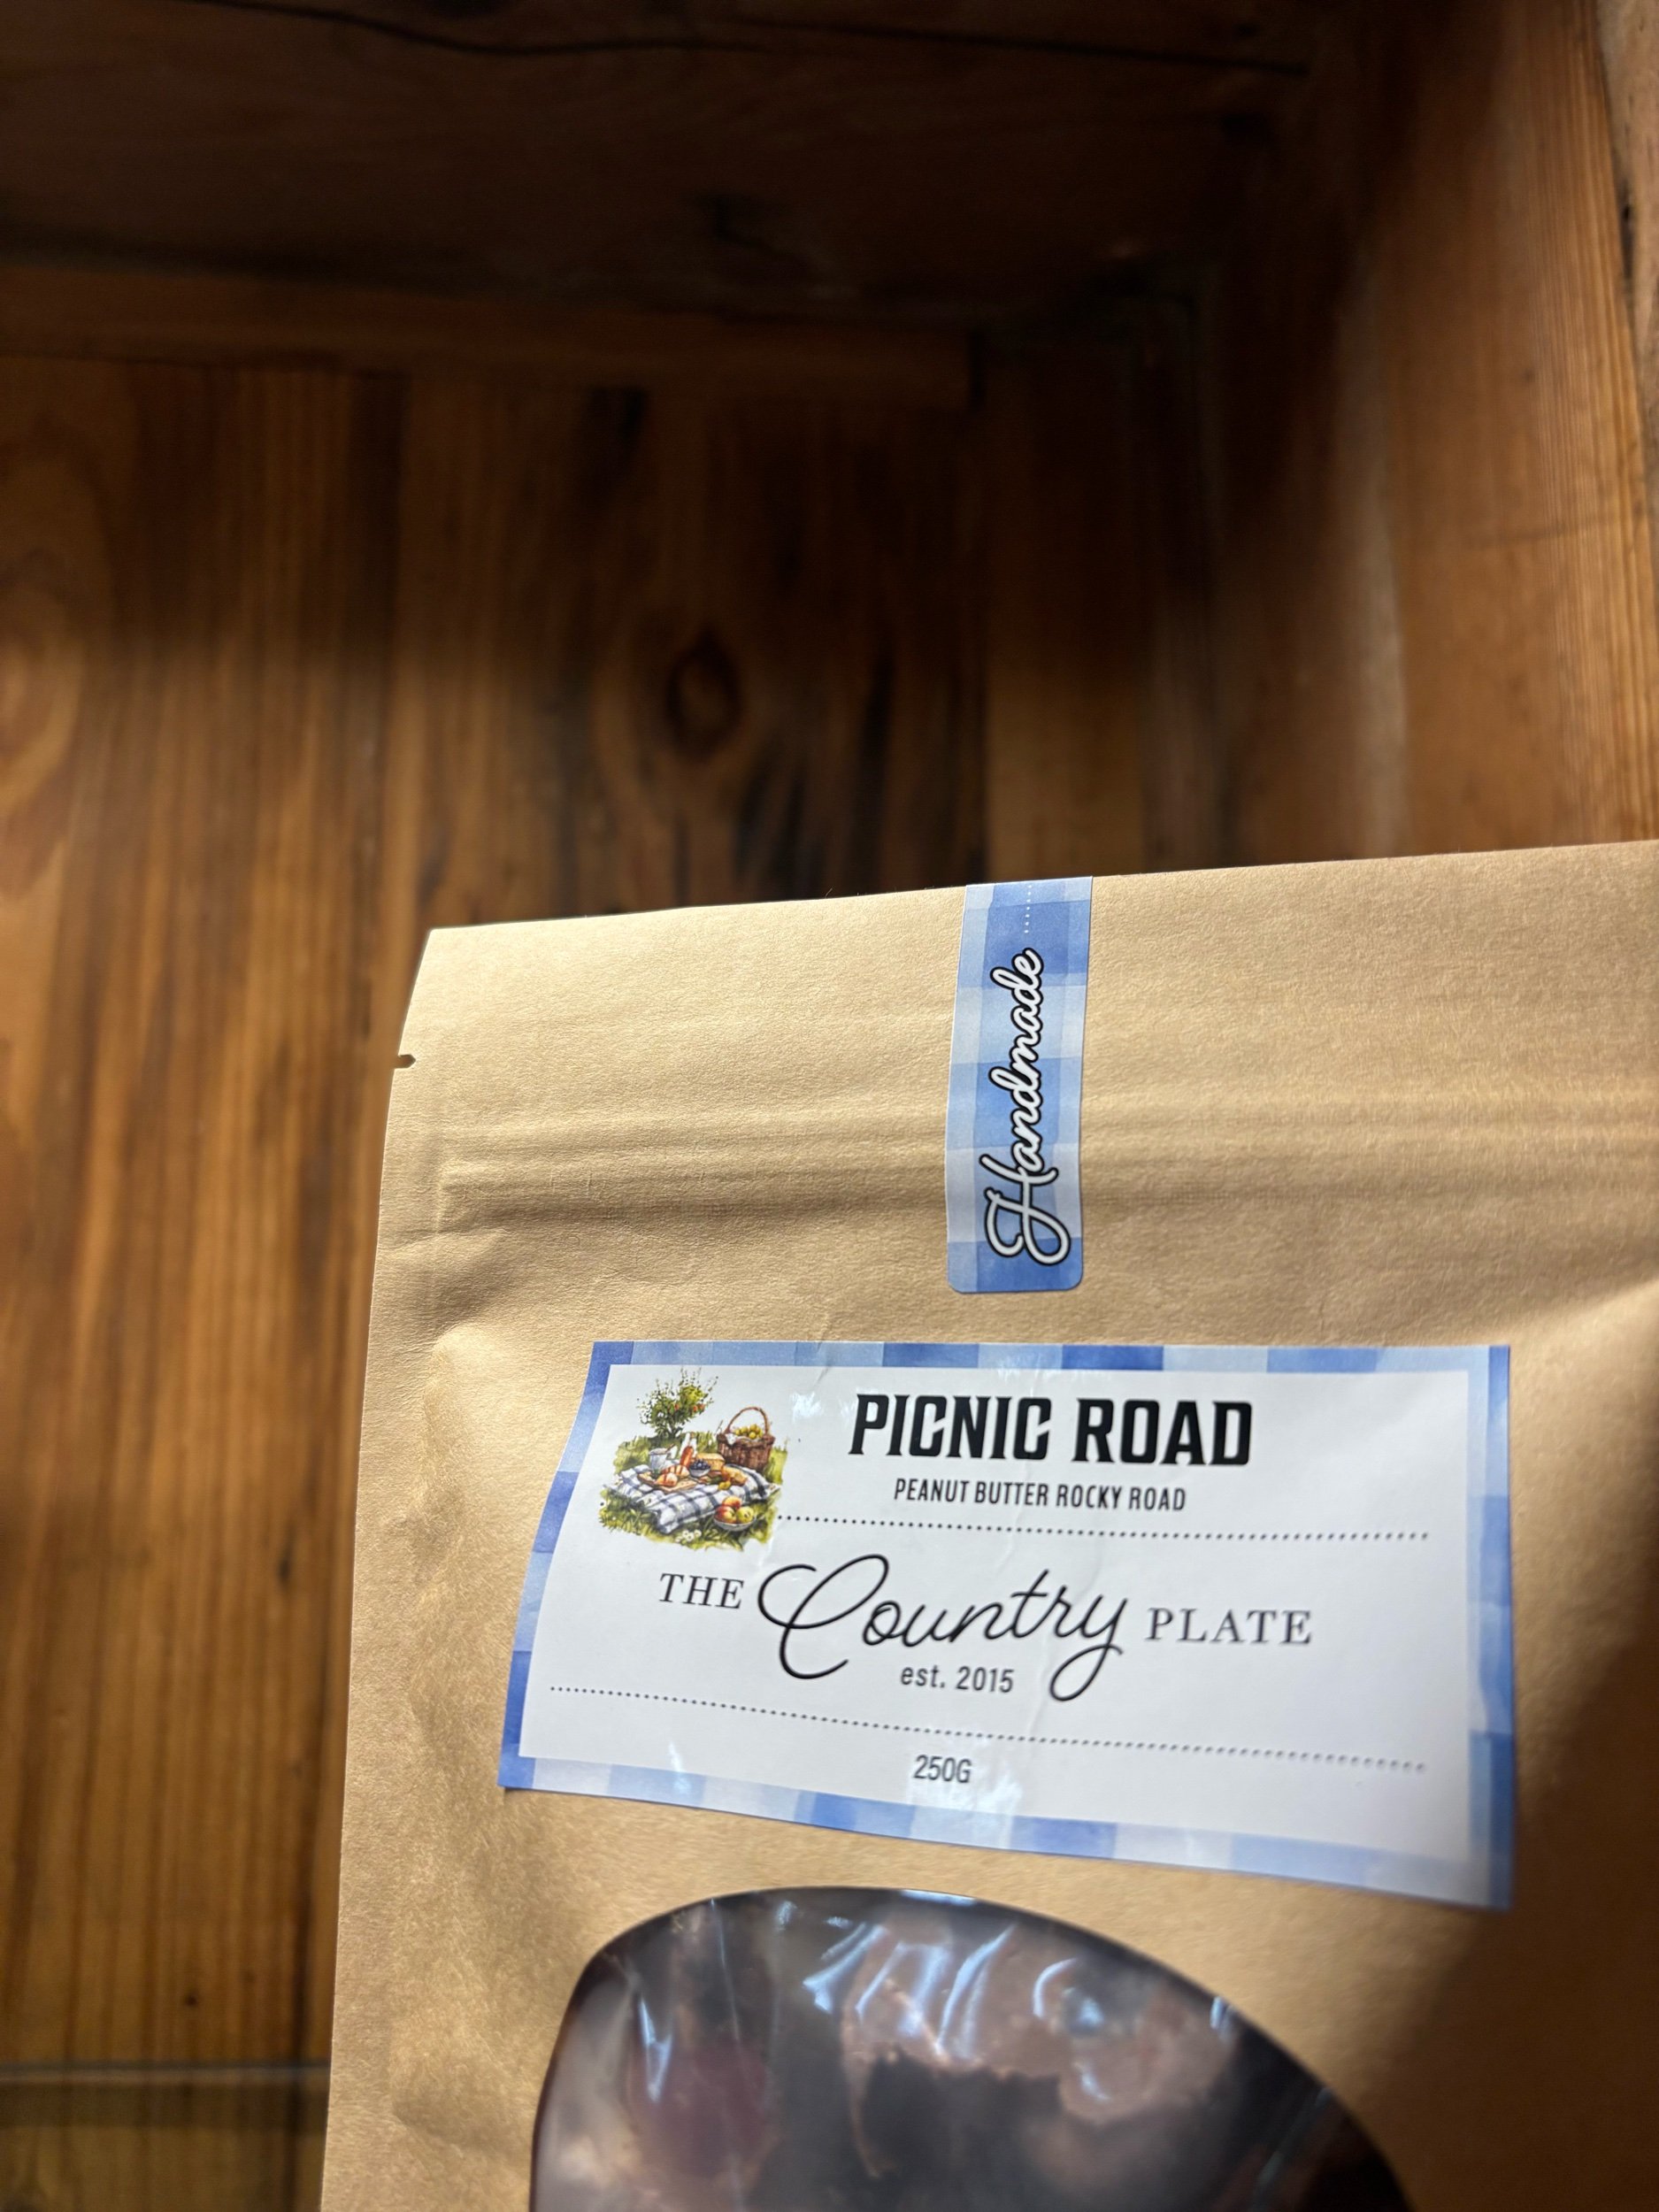 Handmade
PICNIC ROAD
PEANUT BUTTER ROCKY ROAD
THE Country PLATE
est. 2015
250G